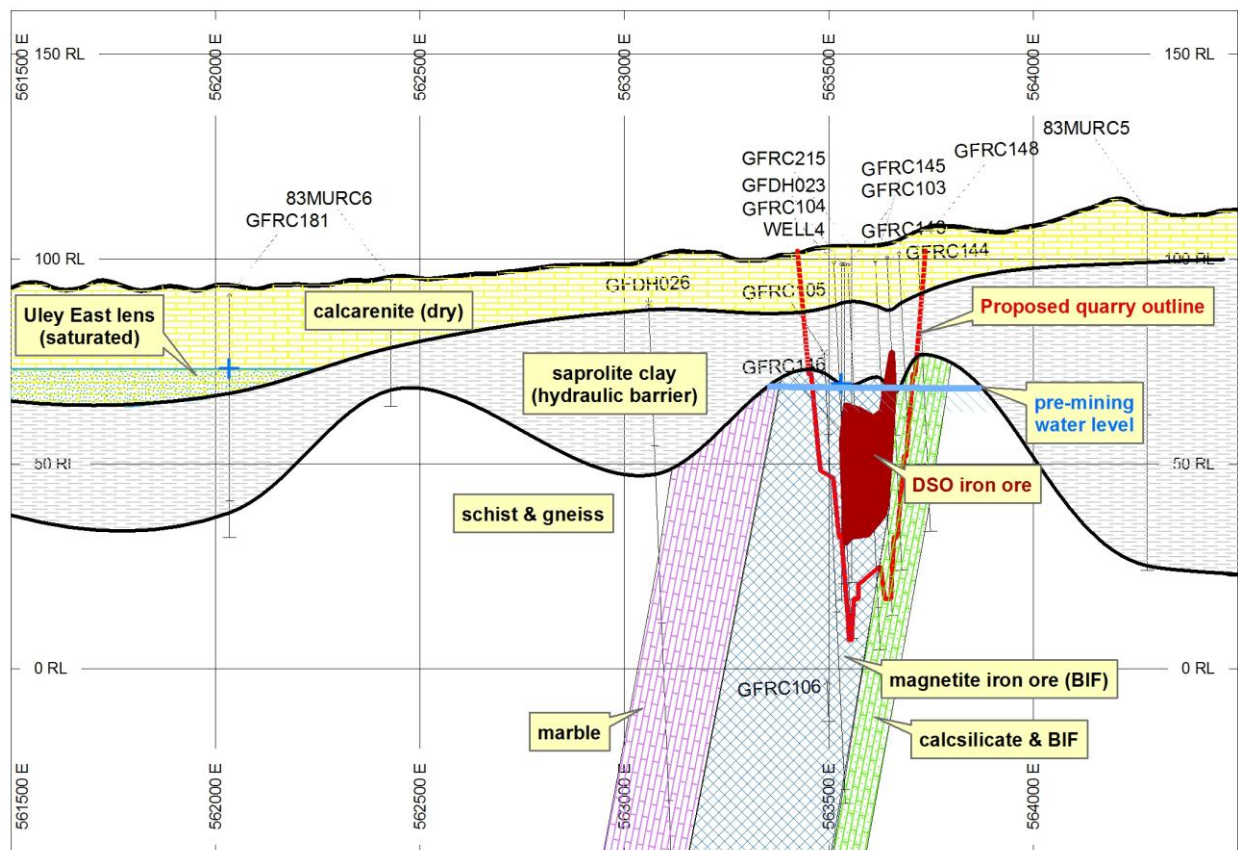 561500 E
562000 E
562500 E
563000 E
563500 E
564000 E
150 RL
150 RL
83MURC5
GFRC148
GFRC145
GFRC103
GFRC215
GFDH023
GFRC104
WELL4
83MURC6
GFRC181
GFRC113
GFRC144
100 RL
100 RL
GFDH026
GFRC105
Uley East lens
(saturated)
calcarenite (dry)
Proposed quarry outline
saprolite clay
(hydraulic barrier)
GFRC116
pre-mining
water level
50 RL
50 RL
DSO iron ore
schist & gneiss
0 RL
0 RL
GFRC106
magnetite iron ore (BIF)
marble
calcsilicate & BIF
561500 E
562000 E
562500 E
563000 E
563500 E
564000 E